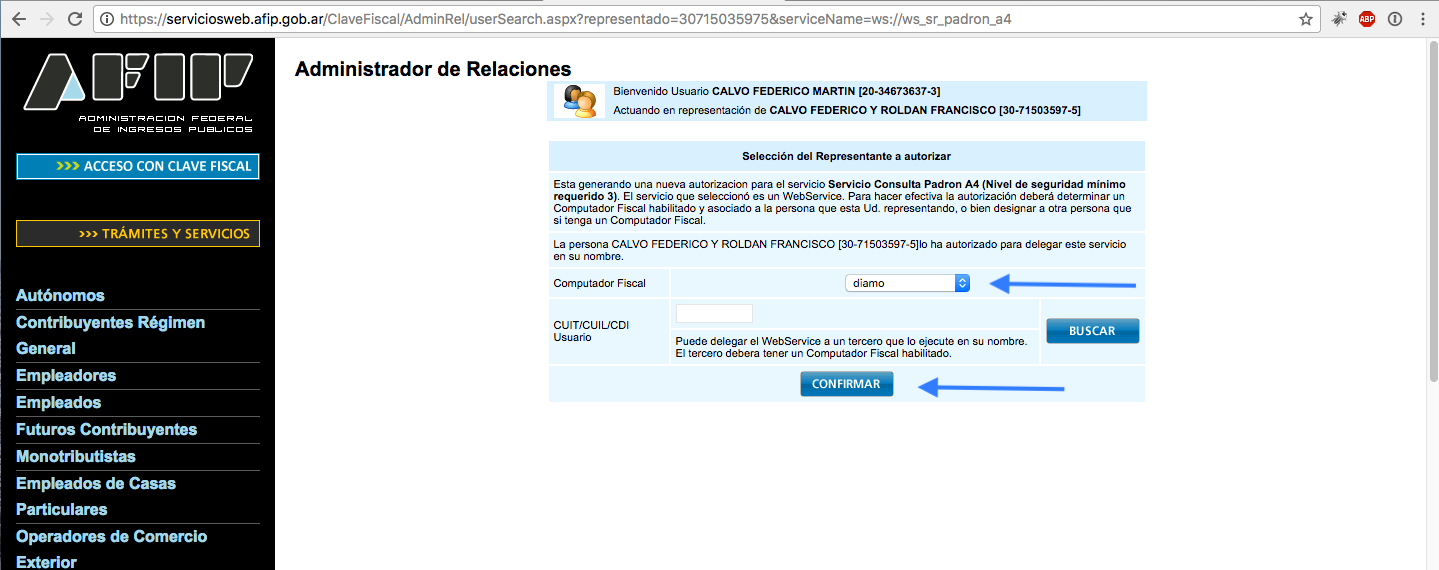 https://serviciosweb.afip.gob.ar/ClaveFiscal/AdminRel/userSearch.aspx?representado=30715035975&serviceName=ws://ws_sr_padron_a4
ABP
AFIP
ADMINISTRACION FEDERAL
DE INGRESOS PUBLICOS
>>> ACCESO CON CLAVE FISCAL
>>> TRÁMITES Y SERVICIOS
Autónomos
Contribuyentes Régimen
General
Empleadores
Empleados
Futuros Contribuyentes
Monotributistas
Empleados de Casas
Particulares
Operadores de Comercio
Exterior
Administrador de Relaciones
Bienvenido Usuario CALVO FEDERICO MARTIN [20-34673637-3]
Actuando en representación de CALVO FEDERICO Y ROLDAN FRANCISCO [30-71503597-5]
Selección del Representante a autorizar
Esta generando una nueva autorizacion para el servicio Servicio Consulta Padron A4 (Nivel de seguridad mínimo
requerido 3). El servicio que seleccionó es un WebService. Para hacer efectiva la autorización deberá determinar un
Computador Fiscal habilitado y asociado a la persona que esta Ud. representando, o bien designar a otra persona que
si tenga un Computador Fiscal.
La persona CALVO FEDERICO Y ROLDAN FRANCISCO [30-71503597-5]lo ha autorizado para delegar este servicio
en su nombre.
Computador Fiscal
diamo
CUIT/CUIL/CDI
Usuario
Puede delegar el WebService a un tercero que lo ejecute en su nombre.
El tercero debera tener un Computador Fiscal habilitado.
BUSCAR
CONFIRMAR